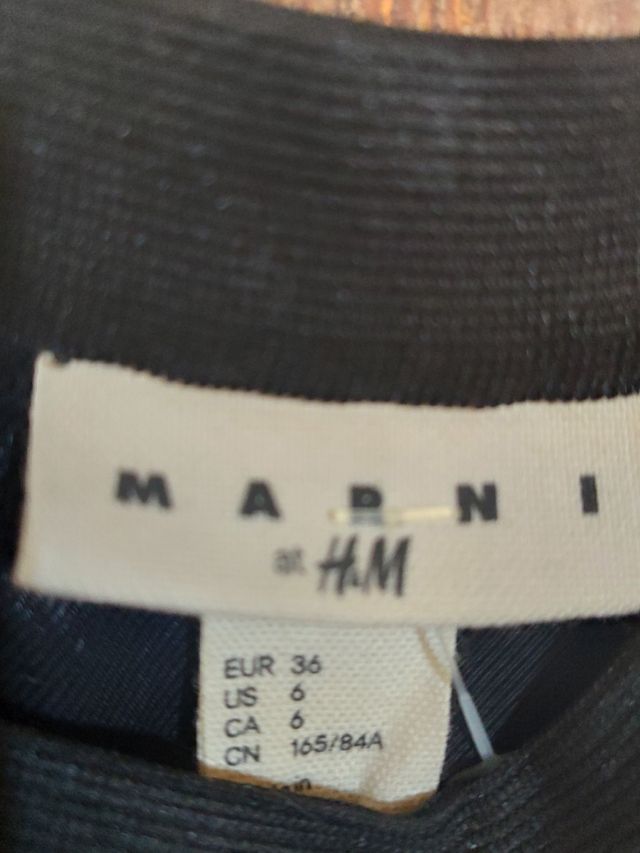 MARNI
at H&M
EUR 36
US 6
CA 6
CN 165/84A